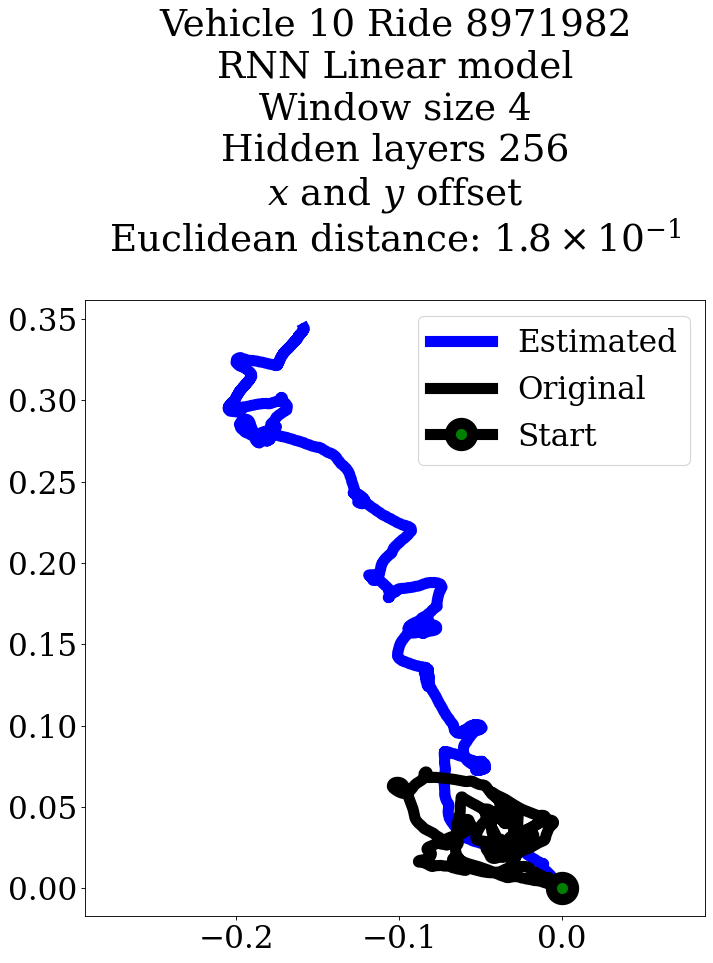 Vehicle 10 Ride 8971982
RNN Linear model
Window size 4
Hidden layers 256
x and y offset
Euclidean distance: 1.8 × 10⁻¹
Estimated
Original
Start
0.35
0.30
0.25
0.20
0.15
0.10
0.05
0.00
−0.2 −0.1 0.0